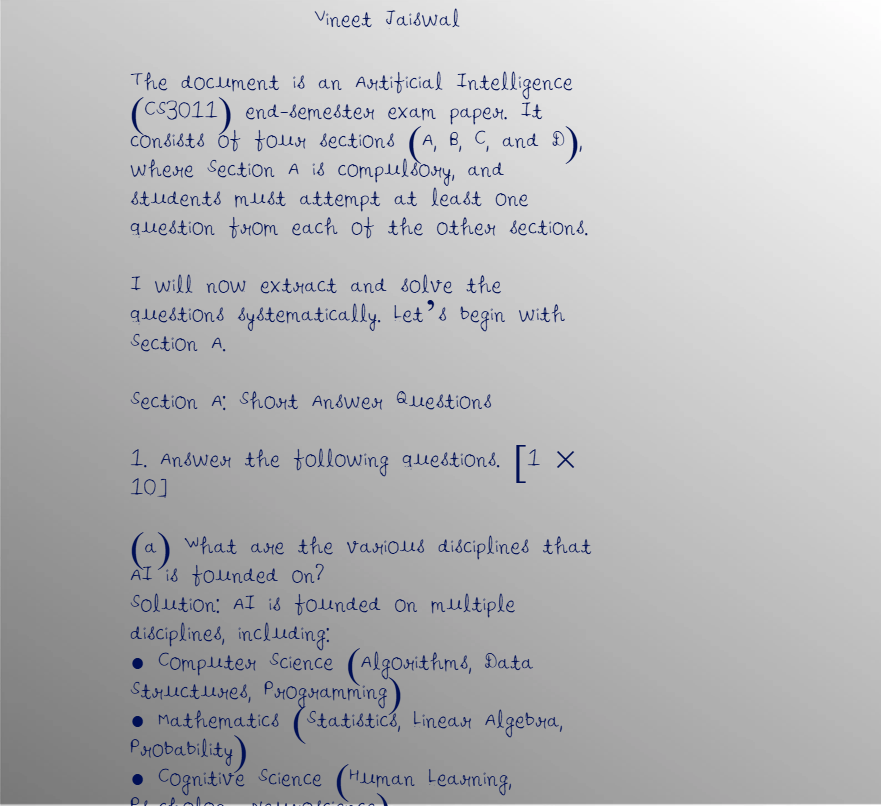 Vineet Jaiswal
The document is an Artificial Intelligence
(CS3011) end-semester exam paper. It
consists of four sections (A, B, C, and D),
where Section A is compulsory, and
students must attempt at least one
question from each of the other sections.
I will now extract and solve the
questions systematically. Let's begin with
Section A.
Section A: Short Answer Questions
1. Answer the following questions. [1 ×
10]
(a) What are the various disciplines that
AI is founded on?
Solution: AI is founded on multiple
disciplines, including:
● Computer Science (Algorithms, Data
Structures, Programming)
● Mathematics (Statistics, Linear Algebra,
Probability)
● Cognitive Science (Human Learning,